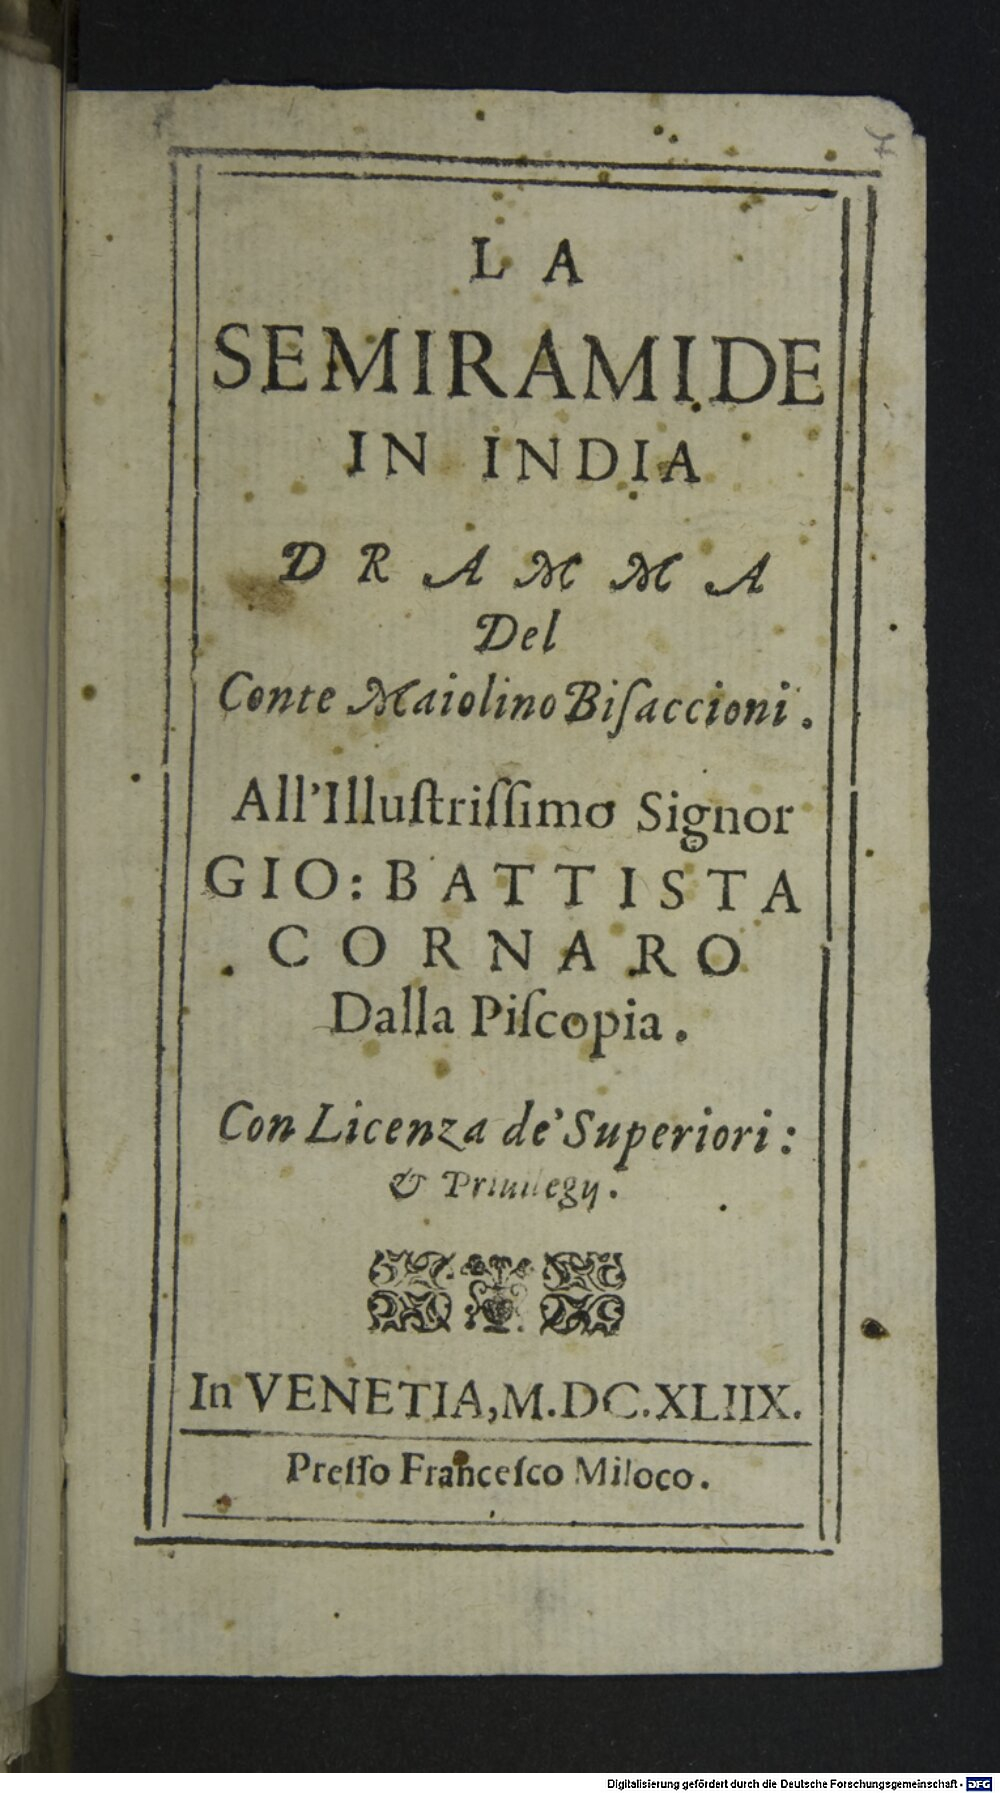 7
LA
SEMIRAMIDE
IN INDIA
DRAMMA
Del
Conte Maiolino Biſaccioni.
All'Illuſtriſſimo Signor
GIO: BATTISTA
CORNARO
Dalla Piſcopia.
Con Licenza de' Superiori:
& Priuilegij.
In VENETIA, M.DC.XLIIX.
Preſſo Franceſco Miloco.
Digitalisierung gefördert durch die Deutsche Forschungsgemeinschaft - DFG